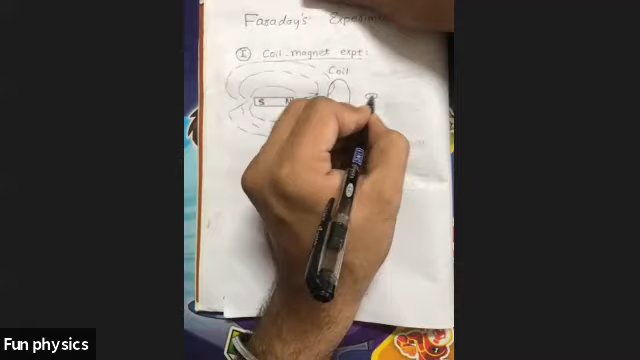 Faraday's Experim
I Coil-magnet expt:
Coil
S N
Fun physics